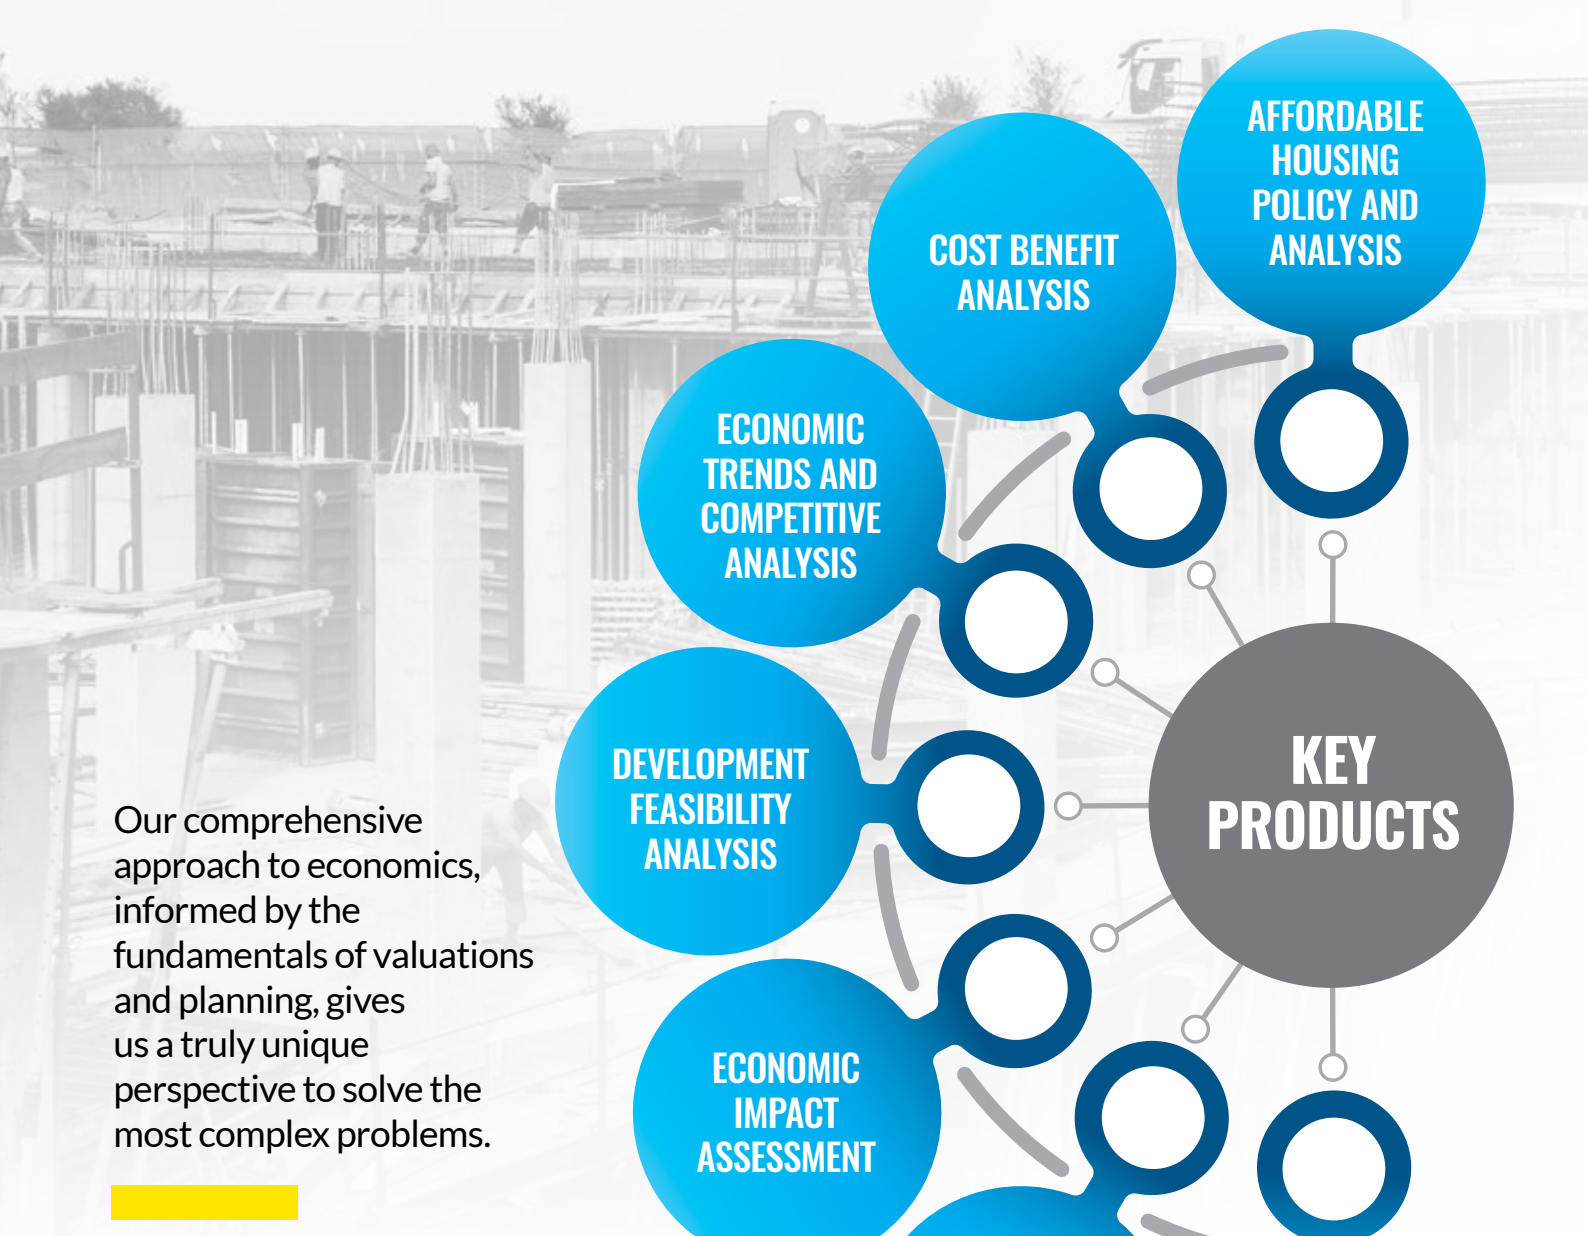 AFFORDABLE
HOUSING
POLICY AND
ANALYSIS
COST BENEFIT
ANALYSIS
ECONOMIC
TRENDS AND
COMPETITIVE
ANALYSIS
DEVELOPMENT
FEASIBILITY
ANALYSIS
ECONOMIC
IMPACT
ASSESSMENT
KEY
PRODUCTS
Our comprehensive
approach to economics,
informed by the
fundamentals of valuations
and planning, gives
us a truly unique
perspective to solve the
most complex problems.